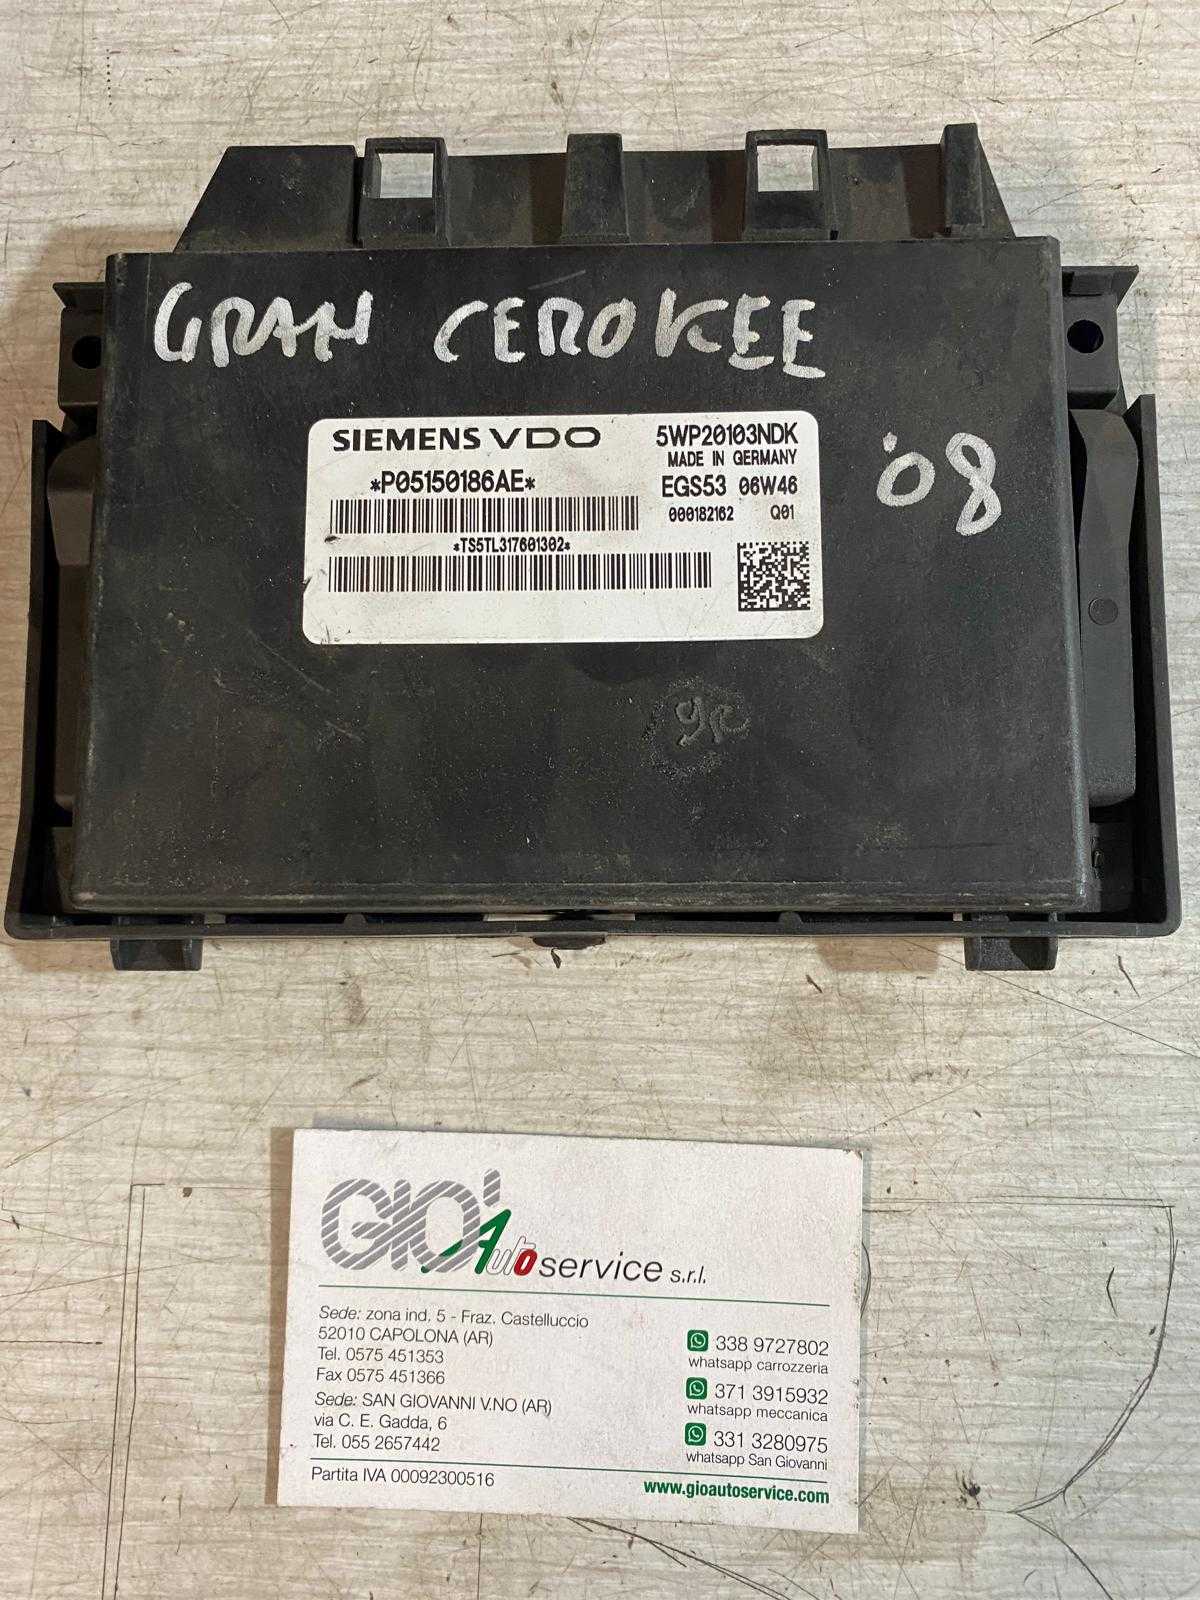 GRAN CEROKEE
'08
SIEMENS VDO
5WP20103NDK
MADE IN GERMANY
*P05150186AE*
EGS53 06W46
000182162 Q01
*TS5TL317601302*
GIO' Autoservice s.r.l.
Sede: zona ind. 5 - Fraz. Castelluccio
52010 CAPOLONA (AR)
Tel. 0575 451353
Fax 0575 451366
Sede: SAN GIOVANNI V.NO (AR)
via C. E. Gadda, 6
Tel. 055 2657442
Partita IVA 00092300516
338 9727802
whatsapp carrozzeria
371 3915932
whatsapp meccanica
331 3280975
whatsapp San Giovanni
www.gioautoservice.com